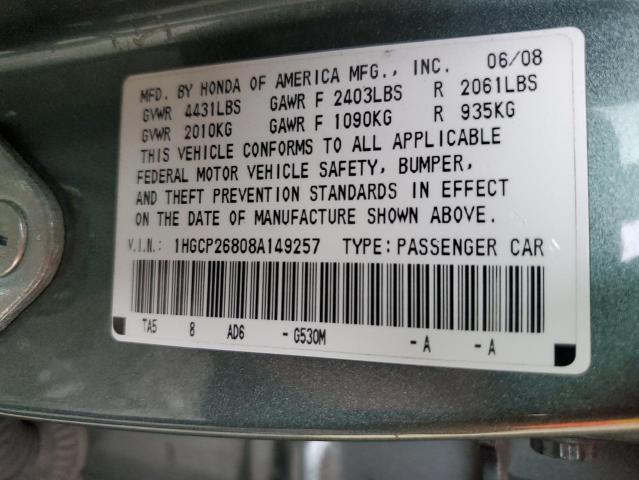 MFD. BY HONDA OF AMERICA MFG., INC. 06/08
GVWR 4431LBS GAWR F 2403LBS R 2061LBS
GVWR 2010KG GAWR F 1090KG R 935KG
THIS VEHICLE CONFORMS TO ALL APPLICABLE
FEDERAL MOTOR VEHICLE SAFETY, BUMPER,
AND THEFT PREVENTION STANDARDS IN EFFECT
ON THE DATE OF MANUFACTURE SHOWN ABOVE.
V.I.N.: 1HGCP26808A149257 TYPE: PASSENGER CAR
TA5 8 AD6 - G530M - A - A